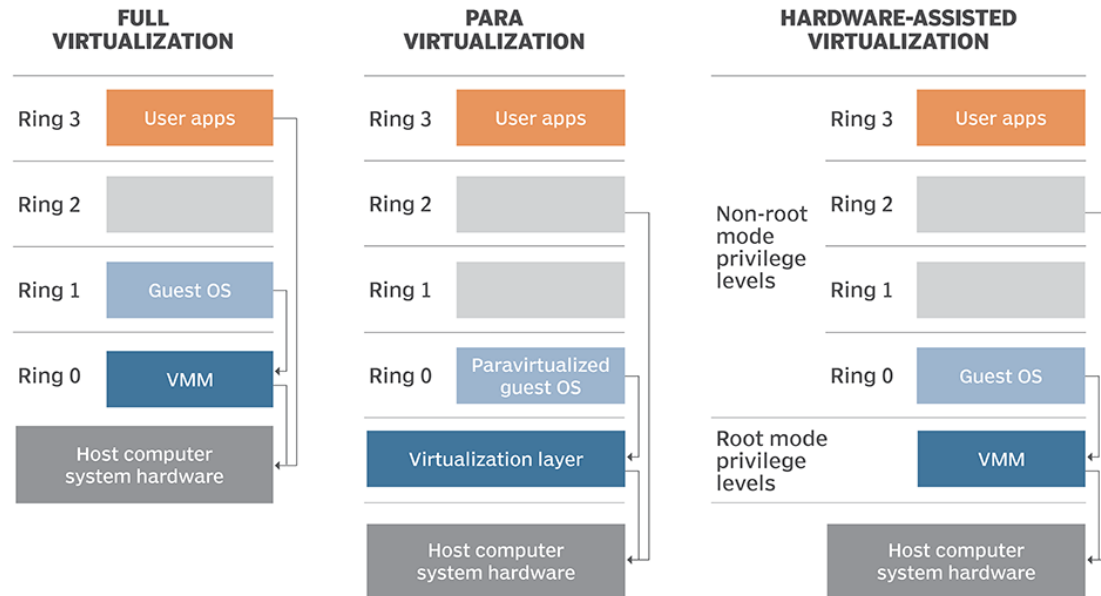 FULL
VIRTUALIZATION
Ring 3
User apps
Ring 2
Ring 1
Guest OS
Ring 0
VMM
Host computer
system hardware
PARA
VIRTUALIZATION
Ring 3
User apps
Ring 2
Ring 1
Ring 0
Paravirtualized
guest OS
Virtualization layer
Host computer
system hardware
HARDWARE-ASSISTED
VIRTUALIZATION
Non-root
mode
privilege
levels
Ring 3
User apps
Ring 2
Ring 1
Ring 0
Guest OS
Root mode
privilege
levels
VMM
Host computer
system hardware